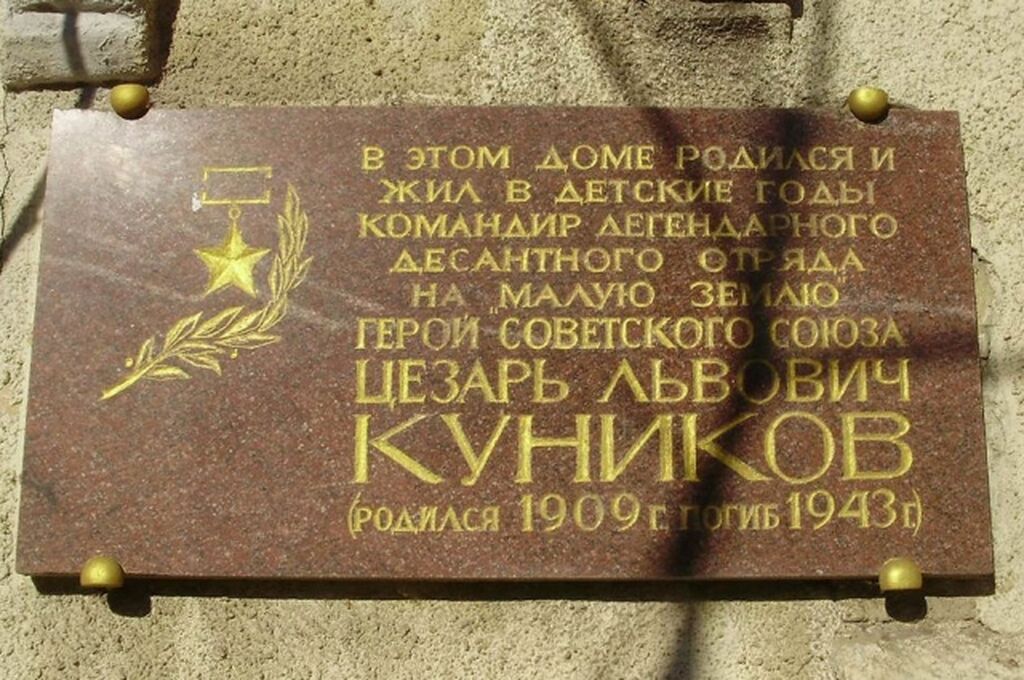 В ЭТОМ ДОМЕ РОДИЛСЯ И
ЖИЛ В ДЕТСКИЕ ГОДЫ
КОМАНДИР ЛЕГЕНДАРНОГО
ДЕСАНТНОГО ОТРЯДА
НА „МАЛУЮ ЗЕМЛЮ"
ГЕРОЙ СОВЕТСКОГО СОЮЗА
ЦЕЗАРЬ ЛЬВОВИЧ
КУНИКОВ
(РОДИЛСЯ 1909 Г. ПОГИБ 1943 Г.)